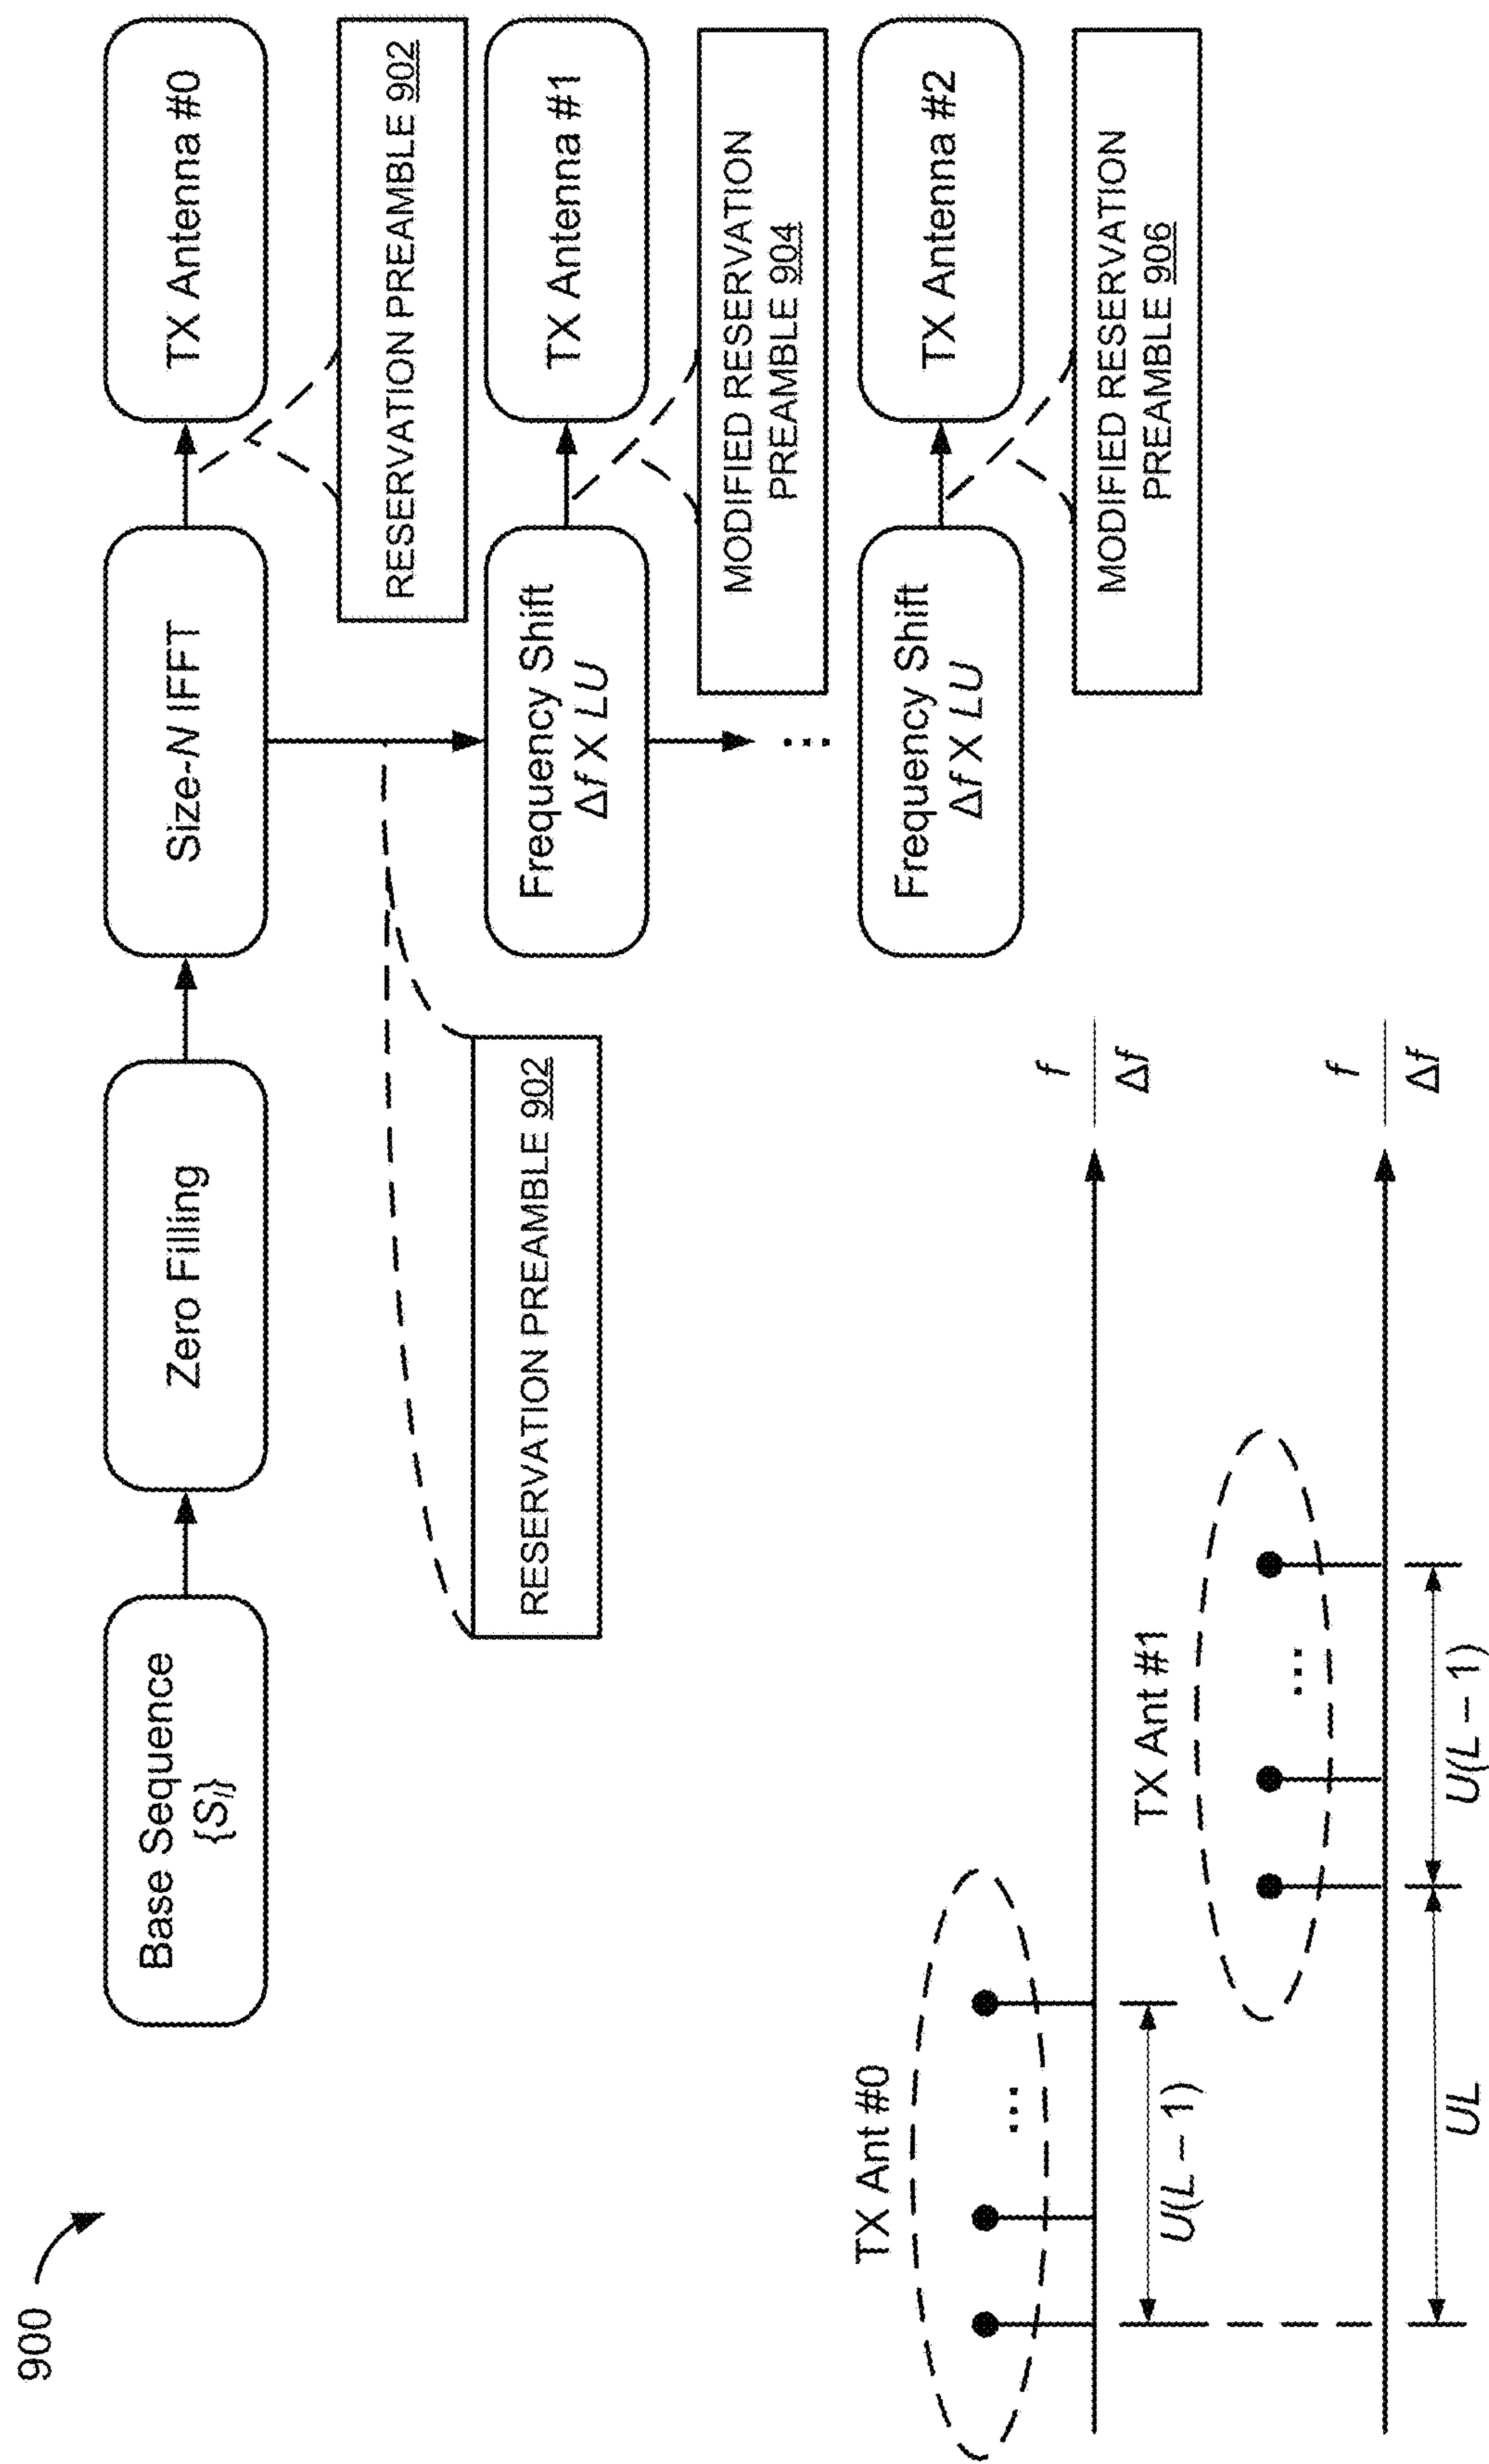 900
Base Sequence
{Sₗ}
Zero Filling
Size-N IFFT
TX Antenna #0
RESERVATION PREAMBLE 902
RESERVATION PREAMBLE 902
Frequency Shift
Δf X LU
TX Antenna #1
MODIFIED RESERVATION
PREAMBLE 904
...
Frequency Shift
Δf X LU
TX Antenna #2
MODIFIED RESERVATION
PREAMBLE 906
TX Ant #0
...
f
Δf
U(L – 1)
TX Ant #1
...
f
Δf
UL
U(L – 1)